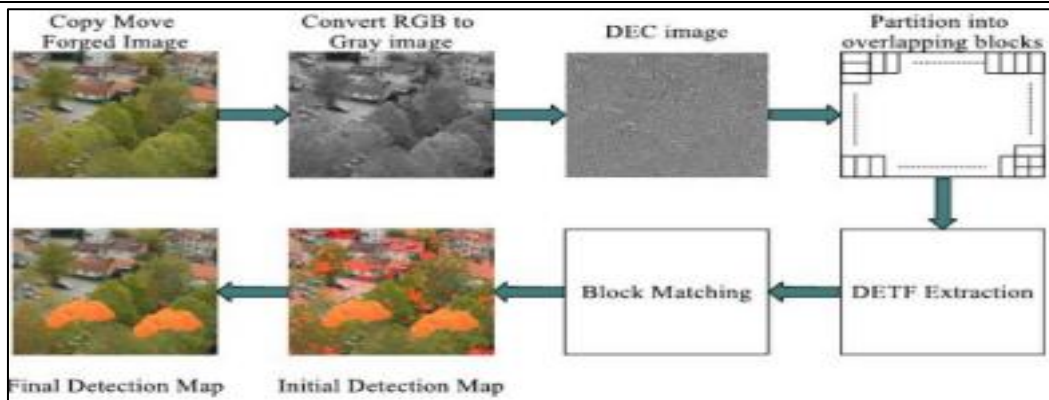 Copy Move
Forged Image
Convert RGB to
Gray image
DEC image
Partition into
overlapping blocks
DETF Extraction
Block Matching
Initial Detection Map
Final Detection Map